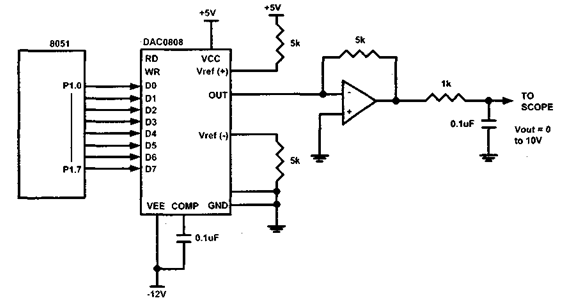 +5V
+5V
8051
DAC0808
5k
5k
RD
VCC
WR
Vref (+)
P1.0
D0
OUT
D1
D2
D3
D4
D5
D6
P1.7
D7
Vref (-)
5k
-
+
1k
TO
SCOPE
0.1uF
Vout = 0
to 10V
VEE
COMP
GND
0.1uF
-12V